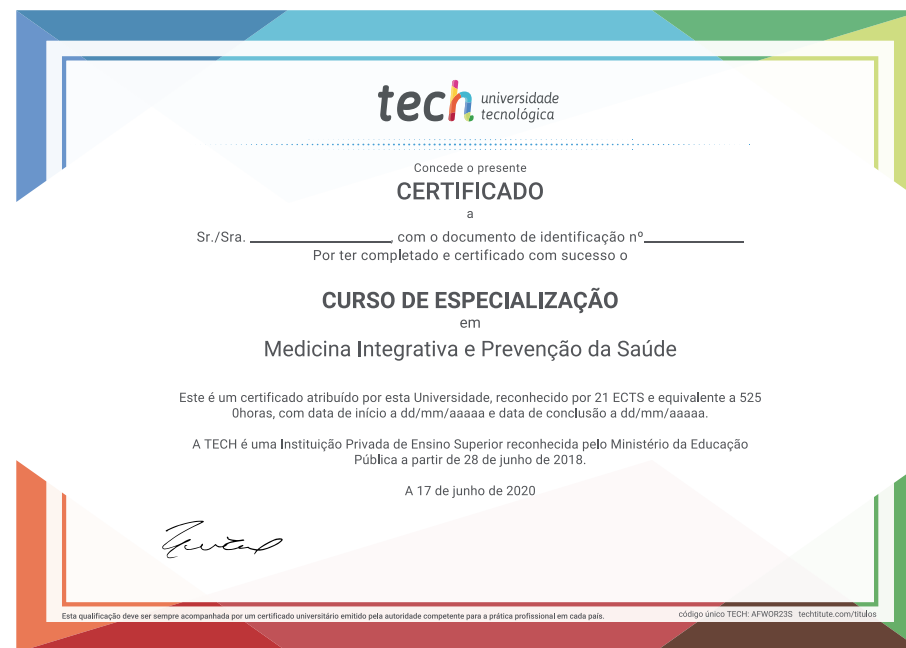 tech universidade
tecnológica
Concede o presente
CERTIFICADO
a
Sr./Sra. , com o documento de identificação nº
Por ter completado e certificado com sucesso o
CURSO DE ESPECIALIZAÇÃO
em
Medicina Integrativa e Prevenção da Saúde
Este é um certificado atribuído por esta Universidade, reconhecido por 21 ECTS e equivalente a 525
0horas, com data de início a dd/mm/aaaaa e data de conclusão a dd/mm/aaaaa.
A TECH é uma Instituição Privada de Ensino Superior reconhecida pelo Ministério da Educação
Pública a partir de 28 de junho de 2018.
A 17 de junho de 2020
Esta qualificação deve ser sempre acompanhada por um certificado universitário emitido pela autoridade competente para a prática profissional em cada país.
código único TECH: AFWOR23S techtitute.com/titulos